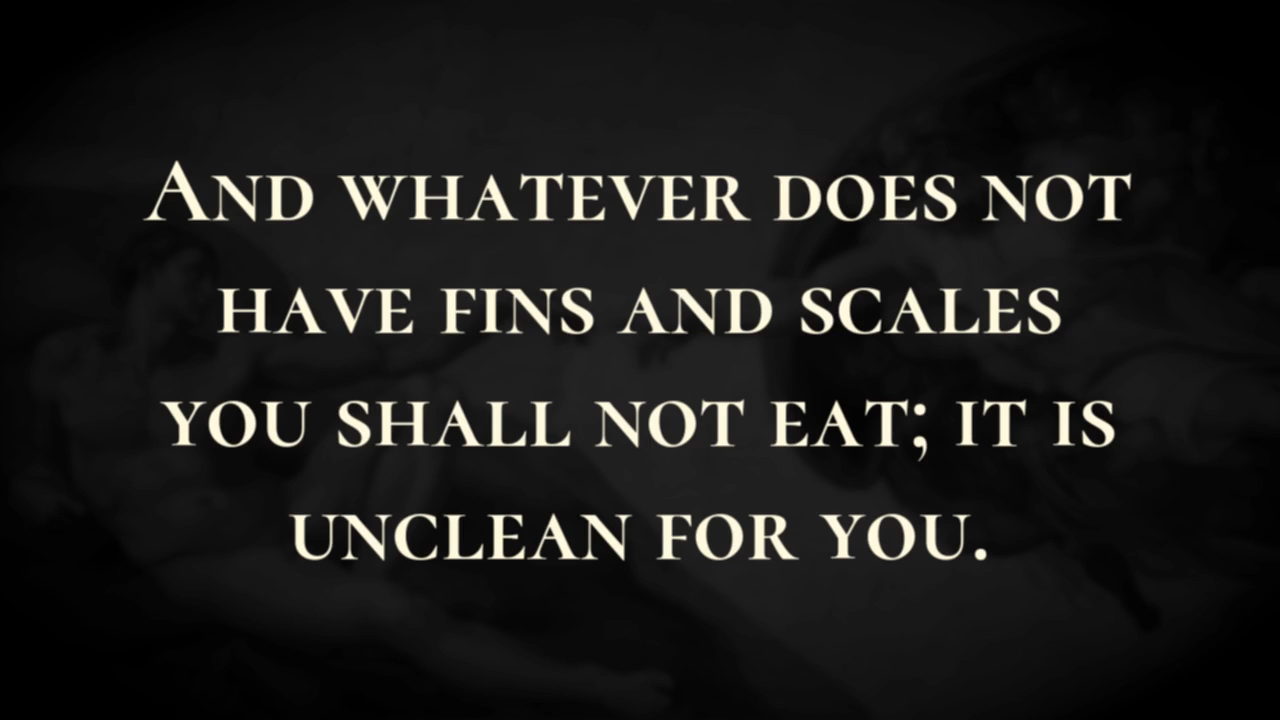 And whatever does not
have fins and scales
you shall not eat; it is
unclean for you.